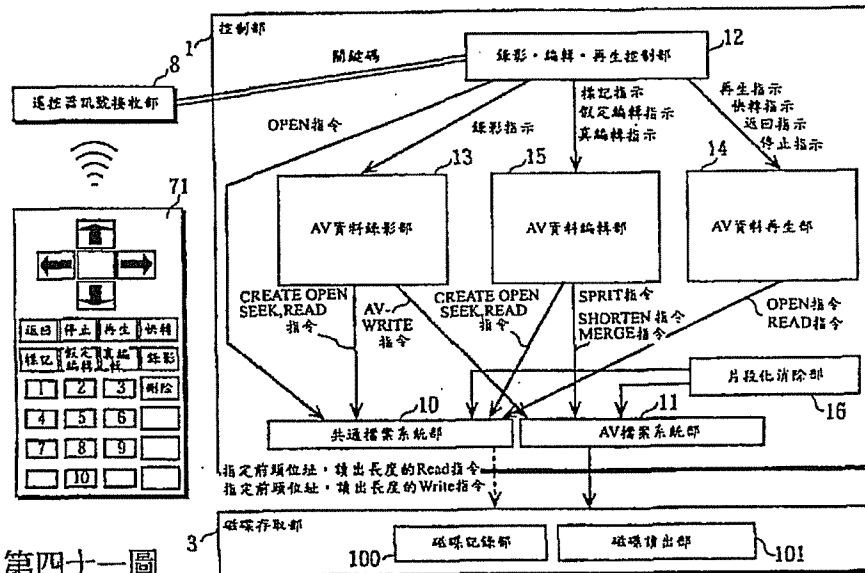 1
控制部
8
遙控器訊號接收部
關鍵碼
12
錄影·編輯·再生控制部
OPEN指令
錄影指示
標記指示
假定編輯指示
真編輯指示
再生指示
快轉指示
返回指示
停止指示
13
AV資料錄影部
15
AV資料編輯部
14
AV資料再生部
71
返回 停止 再生 快轉
標記 假定編輯 真編輯 錄影
1 2 3 刪除
4 5 6
7 8 9
10
CREATE OPEN
SEEK,READ
指令
AV-
WRITE
指令
CREATE OPEN
SEEK,READ
指令
SPRIT指令
SHORTEN指令
MERGE指令
OPEN指令
READ指令
片段化消除部
16
10
共通檔案系統部
11
AV檔案系統部
指定前頭位址,讀出長度的Read指令
指定前頭位址,讀出長度的Write指令
3
磁碟存取部
100
磁碟記錄部
磁碟讀出部
101
第四十一圖